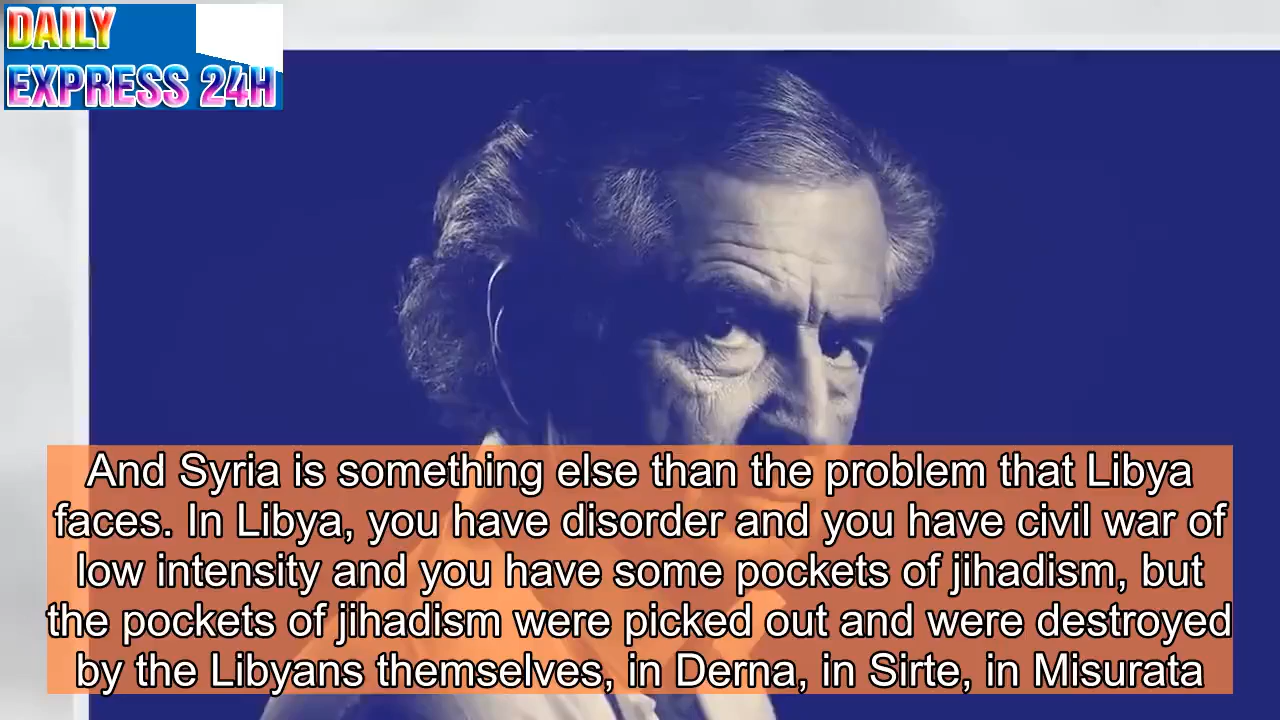 DAILY
EXPRESS 24H
And Syria is something else than the problem that Libya
faces. In Libya, you have disorder and you have civil war of
low intensity and you have some pockets of jihadism, but
the pockets of jihadism were picked out and were destroyed
by the Libyans themselves, in Derna, in Sirte, in Misurata